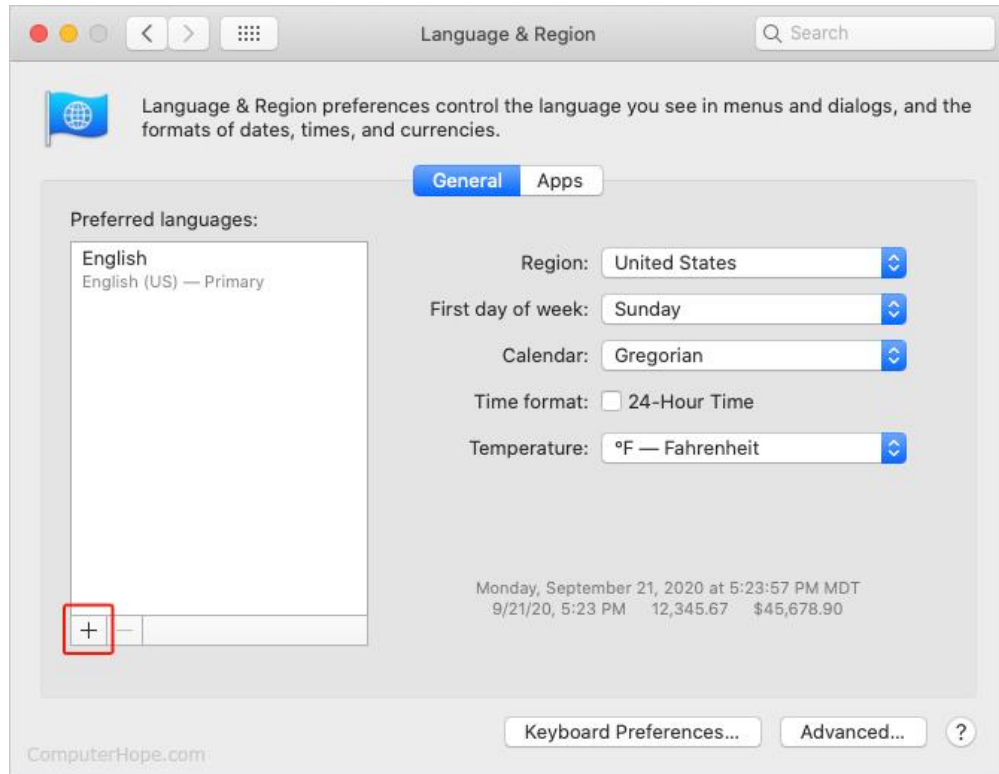 Language & Region
Search
Language & Region preferences control the language you see in menus and dialogs, and the
formats of dates, times, and currencies.
General Apps
Preferred languages:
English
English (US) — Primary
Region: United States
First day of week: Sunday
Calendar: Gregorian
Time format: 24-Hour Time
Temperature: °F — Fahrenheit
Monday, September 21, 2020 at 5:23:57 PM MDT
9/21/20, 5:23 PM 12,345.67 $45,678.90
+ −
Keyboard Preferences... Advanced... ?
ComputerHope.com